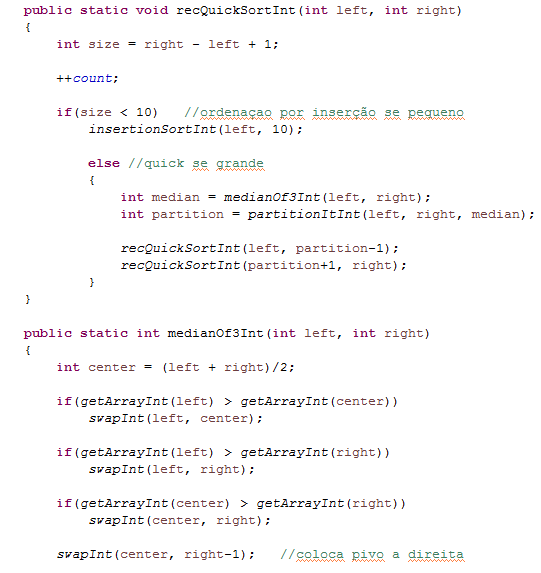 public static void recQuickSortInt(int left, int right)
{
    int size = right - left + 1;

    ++count;

    if(size < 10)   //ordenaçao por inserção se pequeno
        insertionSortInt(left, 10);

        else //quick se grande
        {
            int median = medianOf3Int(left, right);
            int partition = partitionItInt(left, right, median);

            recQuickSortInt(left, partition-1);
            recQuickSortInt(partition+1, right);
        }
}

public static int medianOf3Int(int left, int right)
{
    int center = (left + right)/2;

    if(getArrayInt(left) > getArrayInt(center))
        swapInt(left, center);

    if(getArrayInt(left) > getArrayInt(right))
        swapInt(left, right);

    if(getArrayInt(center) > getArrayInt(right))
        swapInt(center, right);

    swapInt(center, right-1);   //coloca pivo a direita